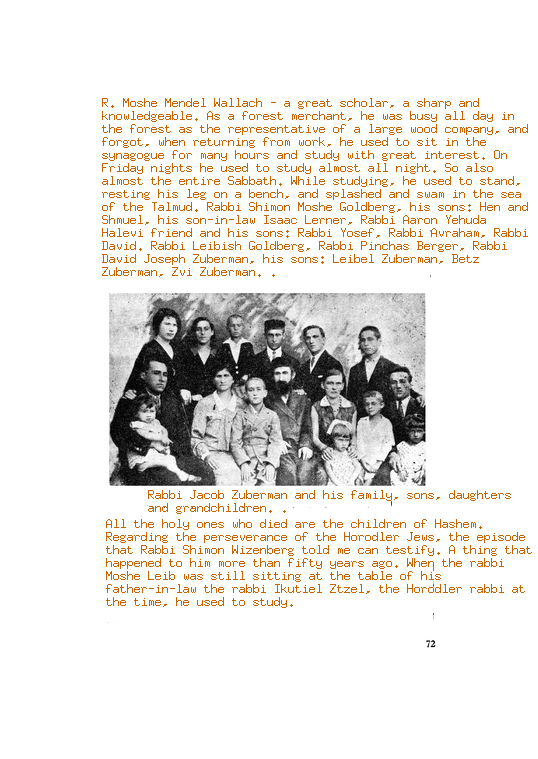 R. Moshe Mendel Wallach - a great scholar, a sharp and
knowledgeable. As a forest merchant, he was busy all day in
the forest as the representative of a large wood company, and
forgot, when returning from work, he used to sit in the
synagogue for many hours and study with great interest. On
Friday nights he used to study almost all night. So also
almost the entire Sabbath. While studying, he used to stand,
resting his leg on a bench, and splashed and swam in the sea
of the Talmud. Rabbi Shimon Moshe Goldberg, his sons: Hen and
Shmuel, his son-in-law Isaac Lerner, Rabbi Aaron Yehuda
Halevi friend and his sons: Rabbi Yosef, Rabbi Avraham, Rabbi
David. Rabbi Leibish Goldberg, Rabbi Pinchas Berger, Rabbi
David Joseph Zuberman, his sons: Leibel Zuberman, Betz
Zuberman, Zvi Zuberman. .
Rabbi Jacob Zuberman and his family, sons, daughters
and grandchildren. . .
All the holy ones who died are the children of Hashem.
Regarding the perseverance of the Horodler Jews, the episode
that Rabbi Shimon Wizenberg told me can testify. A thing that
happened to him more than fifty years ago. When the rabbi
Moshe Leib was still sitting at the table of his
father-in-law the rabbi Ikutiel Ztzel, the Horodler rabbi at
the time, he used to study.
72